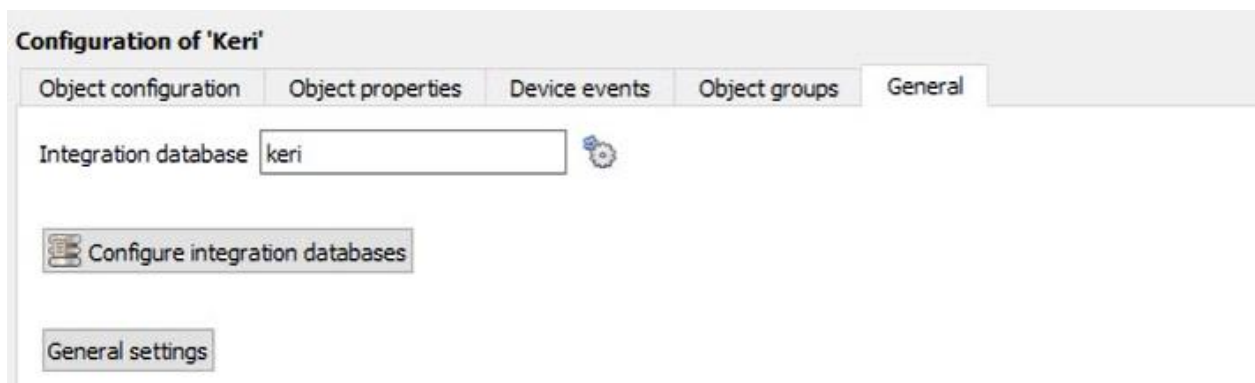 Configuration of 'Keri'
Object configuration Object properties Device events Object groups General
Integration database keri
Configure integration databases
General settings